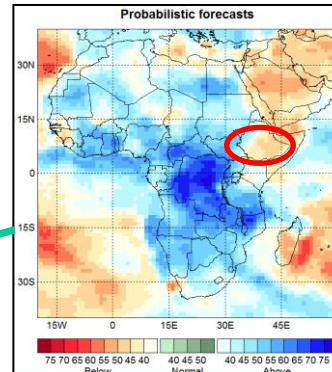 Probabilistic forecasts
30N
15N
0
15S
30S
15W 0 15E 30E 45E
75 70 65 60 55 50 45 40 40 45 50 40 45 50 55 60 65 70 75
Below Normal Above